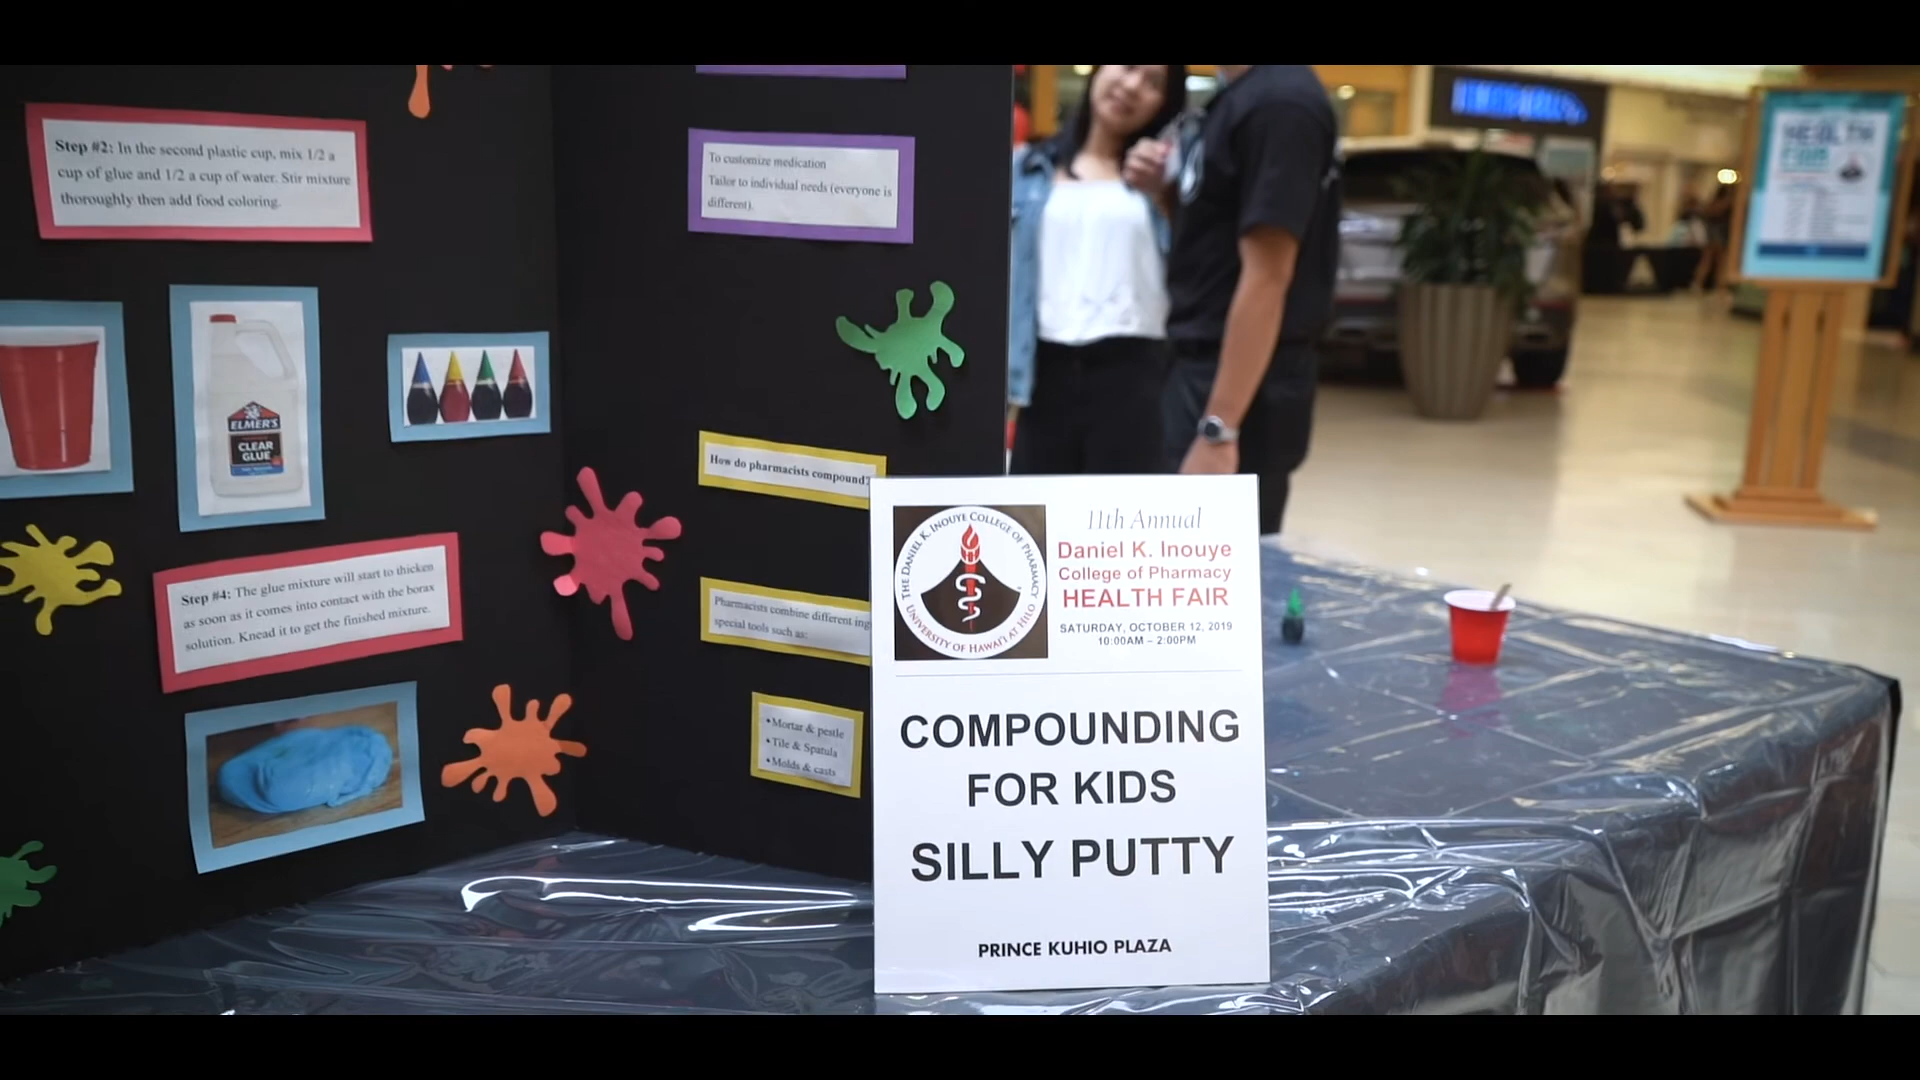 Step #2: In the second plastic cup, mix 1/2 a
cup of glue and 1/2 a cup of water. Stir mixture
thoroughly then add food coloring.
ELMER'S
CLEAR
GLUE
Step #4: The glue mixture will start to thicken
as soon as it comes into contact with the borax
solution. Knead it to get the finished mixture.
To customize medication
Tailor to individual needs (everyone is
different).
How do pharmacists compound?
Pharmacists combine different ing
special tools such as:
•Mortar & pestle
•Tile & Spatula
•Molds & casts
THE DANIEL K. INOUYE COLLEGE OF PHARMACY
UNIVERSITY OF HAWAI'I AT HILO
11th Annual
Daniel K. Inouye
College of Pharmacy
HEALTH FAIR
SATURDAY, OCTOBER 12, 2019
10:00AM – 2:00PM
COMPOUNDING
FOR KIDS
SILLY PUTTY
PRINCE KUHIO PLAZA
HEALTH
FAIR